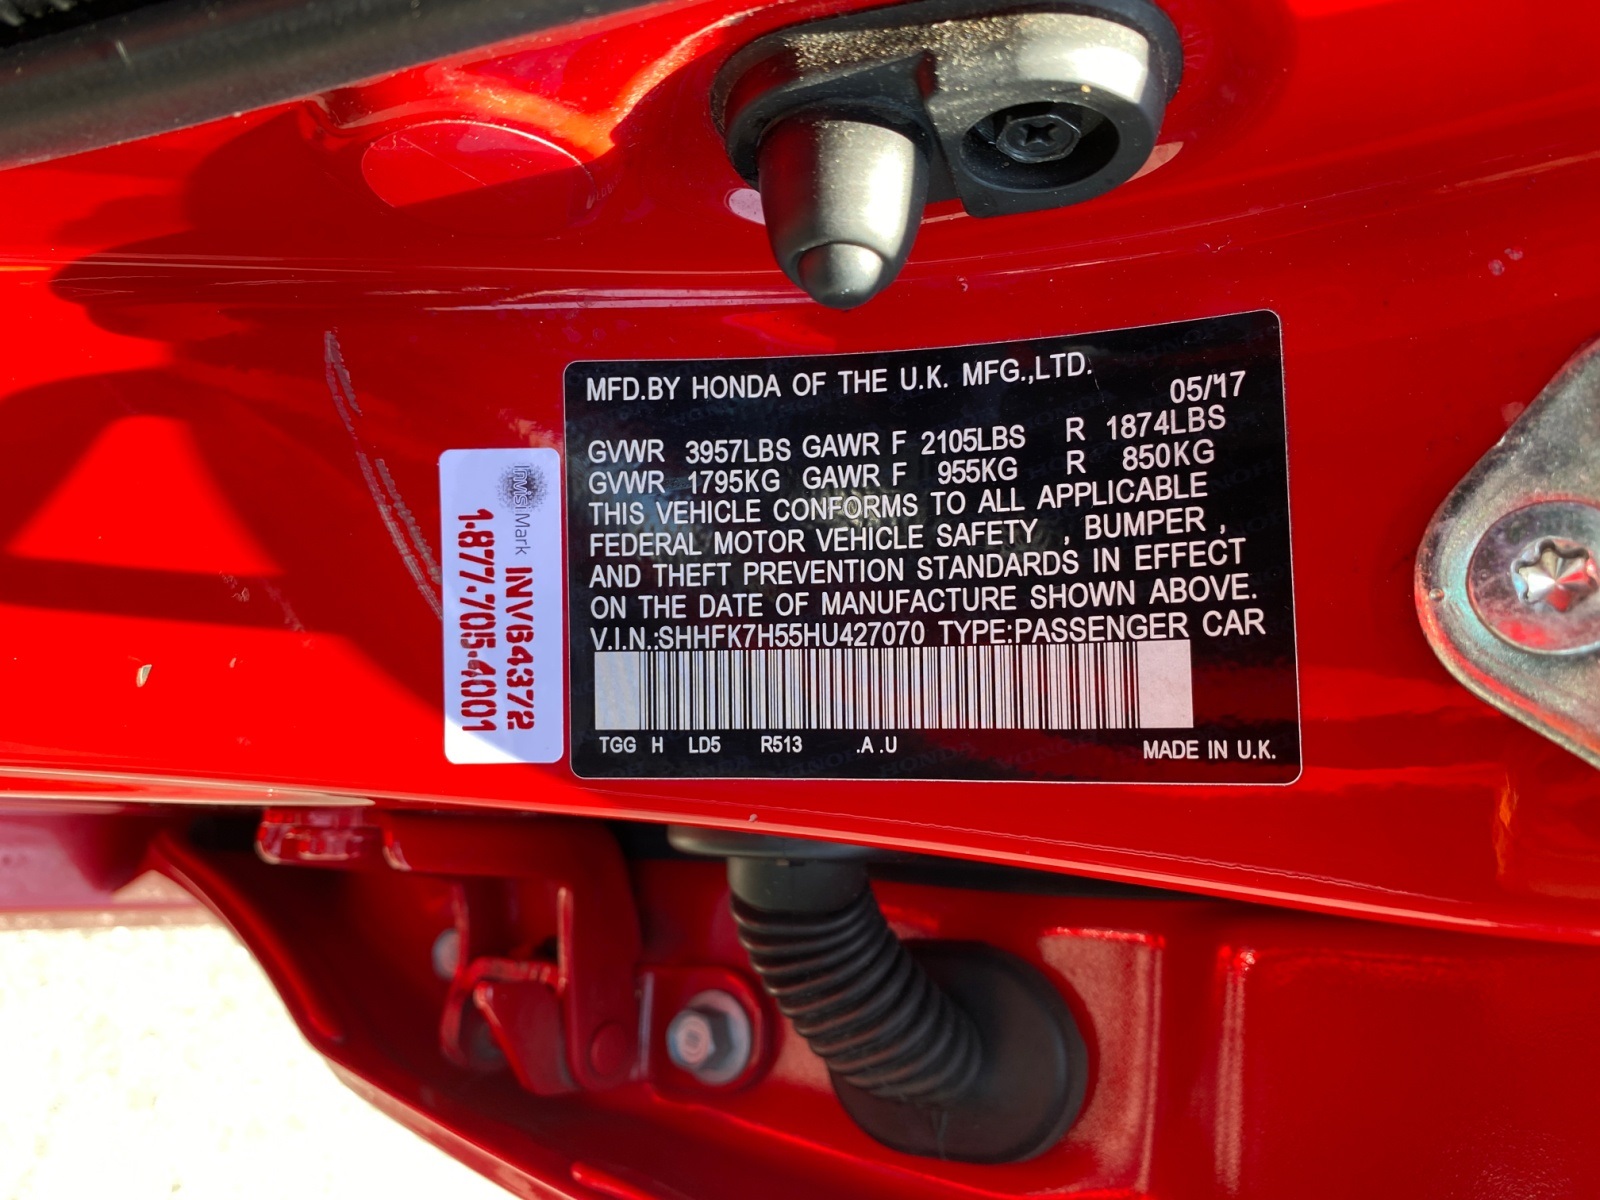 MFD.BY HONDA OF THE U.K. MFG.,LTD.
05/17
GVWR 3957LBS GAWR F 2105LBS R 1874LBS
GVWR 1795KG GAWR F 955KG R 850KG
THIS VEHICLE CONFORMS TO ALL APPLICABLE
FEDERAL MOTOR VEHICLE SAFETY , BUMPER ,
AND THEFT PREVENTION STANDARDS IN EFFECT
ON THE DATE OF MANUFACTURE SHOWN ABOVE.
V.I.N.:SHHFK7H55HU427070 TYPE:PASSENGER CAR
TGG H LD5 R513 .A .U
MADE IN U.K.
Mark INV64372
1-877-705-4001